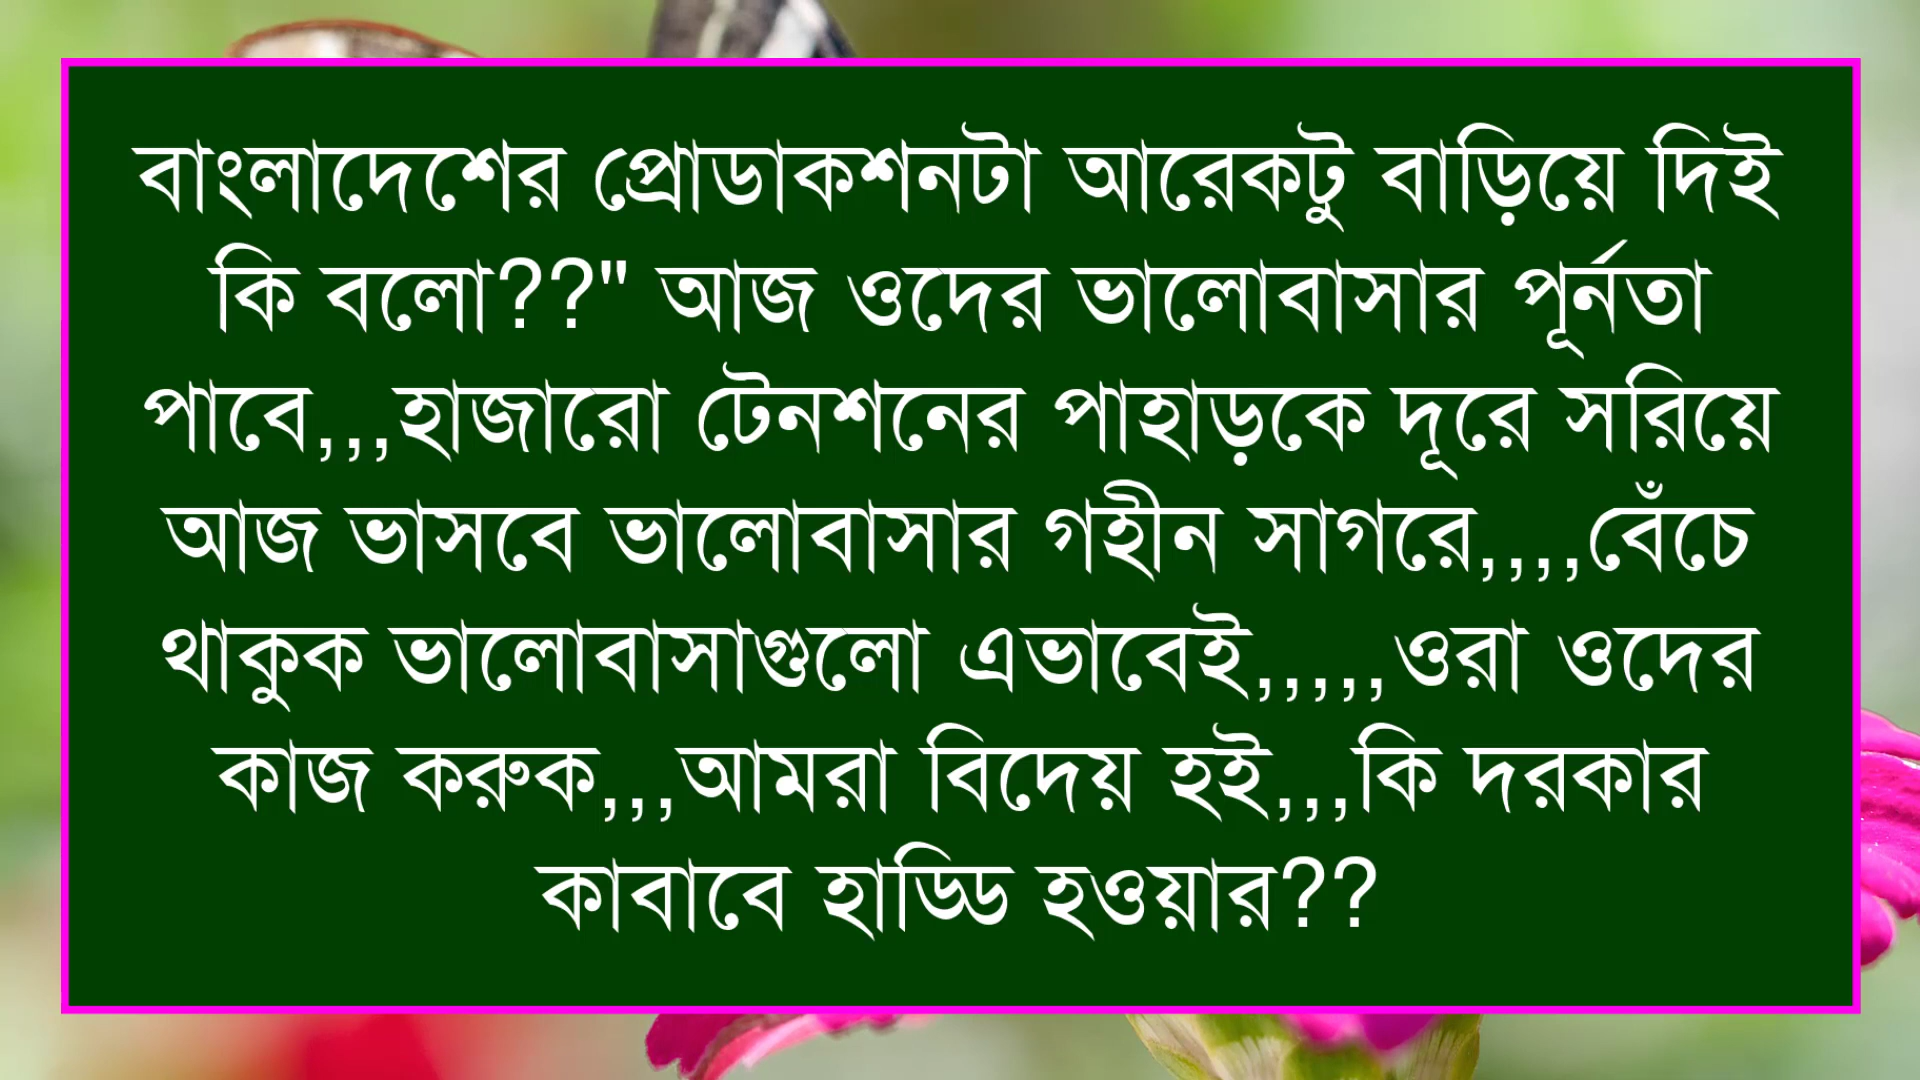 বাংলাদেশের প্রোডাকশনটা আরেকটু বাড়িয়ে দিই
কি বলো??" আজ ওদের ভালোবাসার পূর্নতা
পাবে,,,হাজারো টেনশনের পাহাড়কে দূরে সরিয়ে
আজ ভাসবে ভালোবাসার গহীন সাগরে,,,,বেঁচে
থাকুক ভালোবাসাগুলো এভাবেই,,,,,ওরা ওদের
কাজ করুক,,,আমরা বিদেয় হই,,,কি দরকার
কাবাবে হাড্ডি হওয়ার??